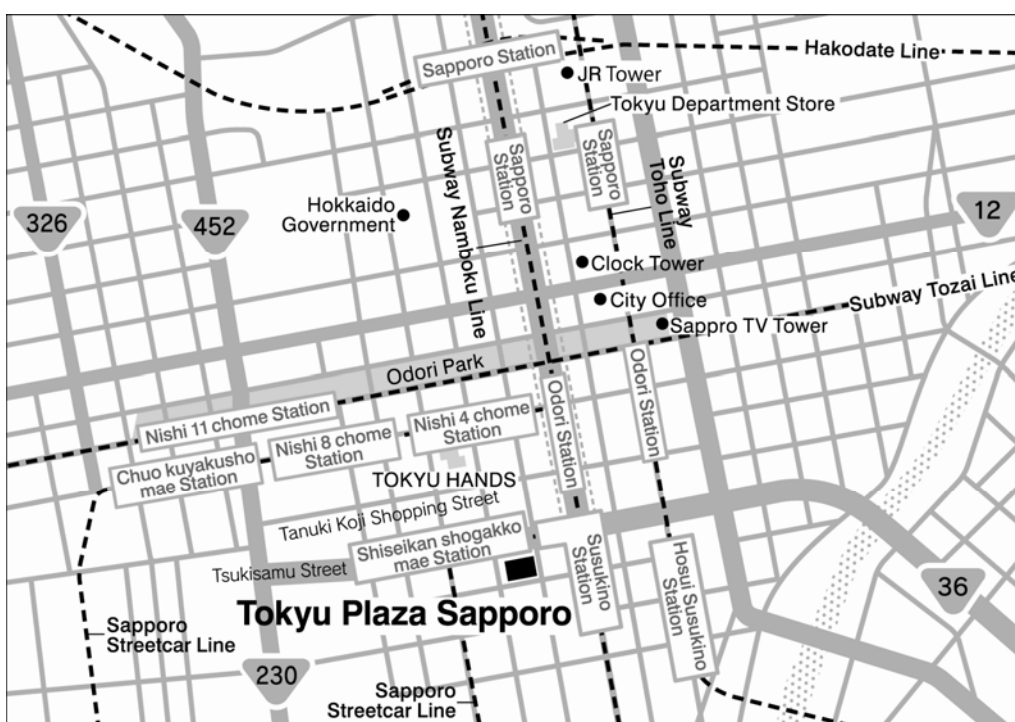 Sapporo Station
Hakodate Line
JR Tower
Tokyu Department Store
Subway Namboku Line
Sapporo
Station
Sapporo
Station
Subway
Toho Line
326
452
Hokkaido
Government
12
Clock Tower
City Office
Subway Tozai Line
Sappro TV Tower
Odori Park
Nishi 11 chome Station
Nishi 8 chome
Station
Nishi 4 chome
Station
Odori Station
Odori Station
Chuo kuyakusho
mae Station
TOKYU HANDS
Tanuki Koji Shopping Street
Shiseikan shogakko
mae Station
Tsukisamu Street
Susukino
Station
Hosui Susukino
Station
36
Tokyu Plaza Sapporo
Sapporo
Streetcar Line
230
Sapporo
Streetcar Line